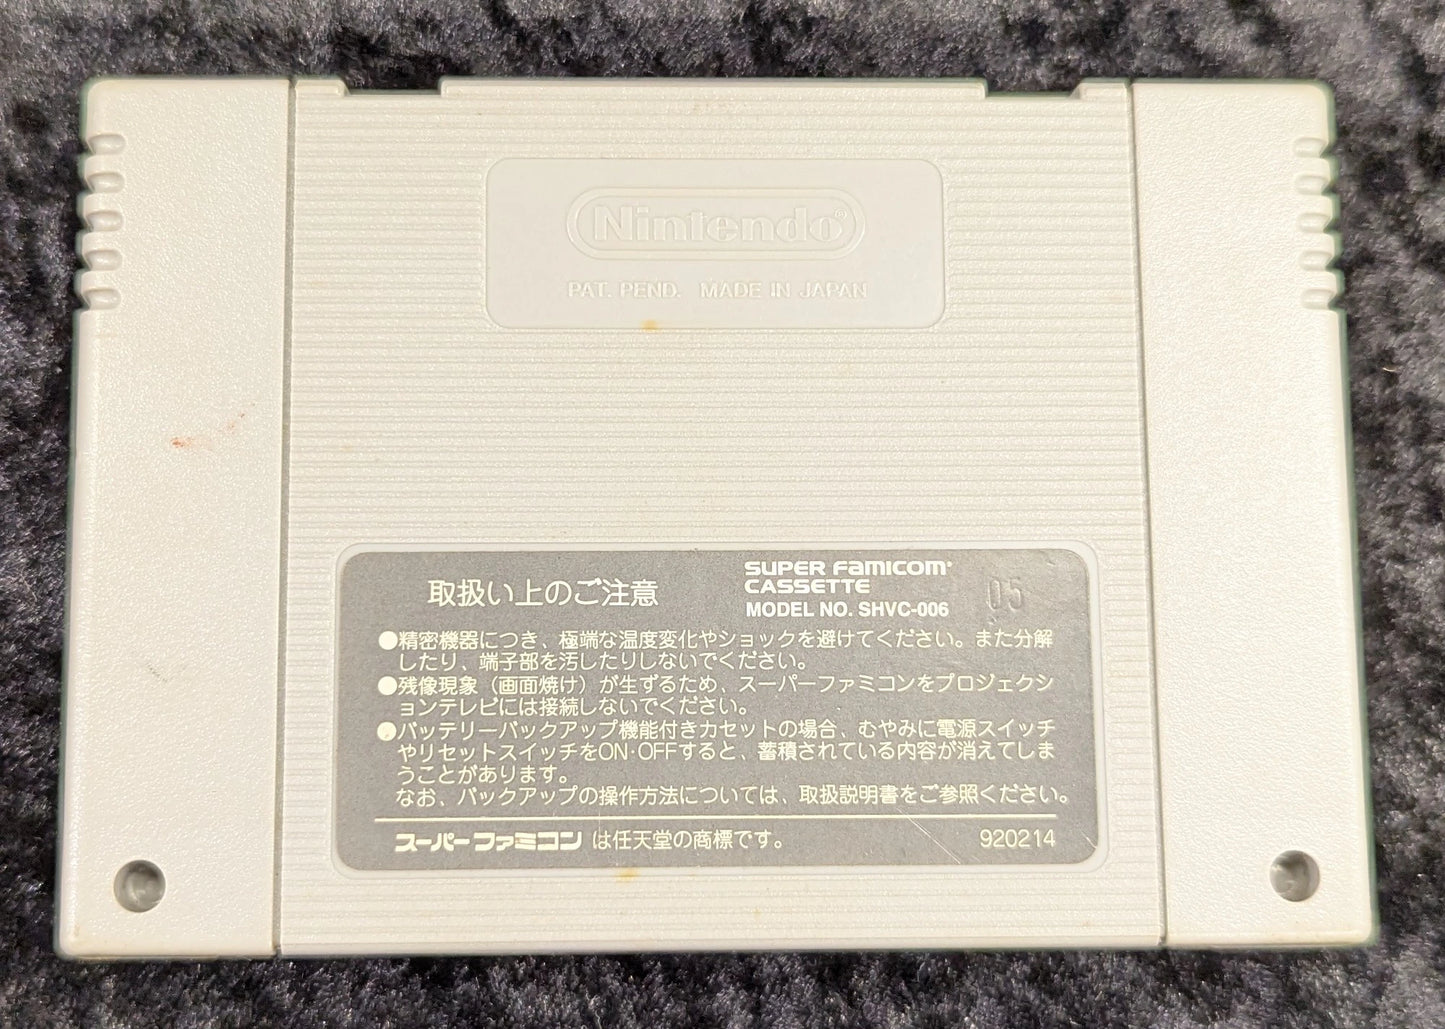 Nintendo®
PAT. PEND. MADE IN JAPAN
取扱い上のご注意
SUPER FAMICOM®
CASSETTE
MODEL NO. SHVC-006
05
●精密機器につき、極端な温度変化やショックを避けてください。また分解
したり、端子部を汚したりしないでください。
●残像現象（画面焼け）が生ずるため、スーパーファミコンをプロジェクシ
ョンテレビには接続しないでください。
●バッテリーバックアップ機能付きカセットの場合、むやみに電源スイッチ
やリセットスイッチをON·OFFすると、蓄積されている内容が消えてしま
うことがあります。
なお、バックアップの操作方法については、取扱説明書をご参照ください。
スーパーファミコン は任天堂の商標です。
920214